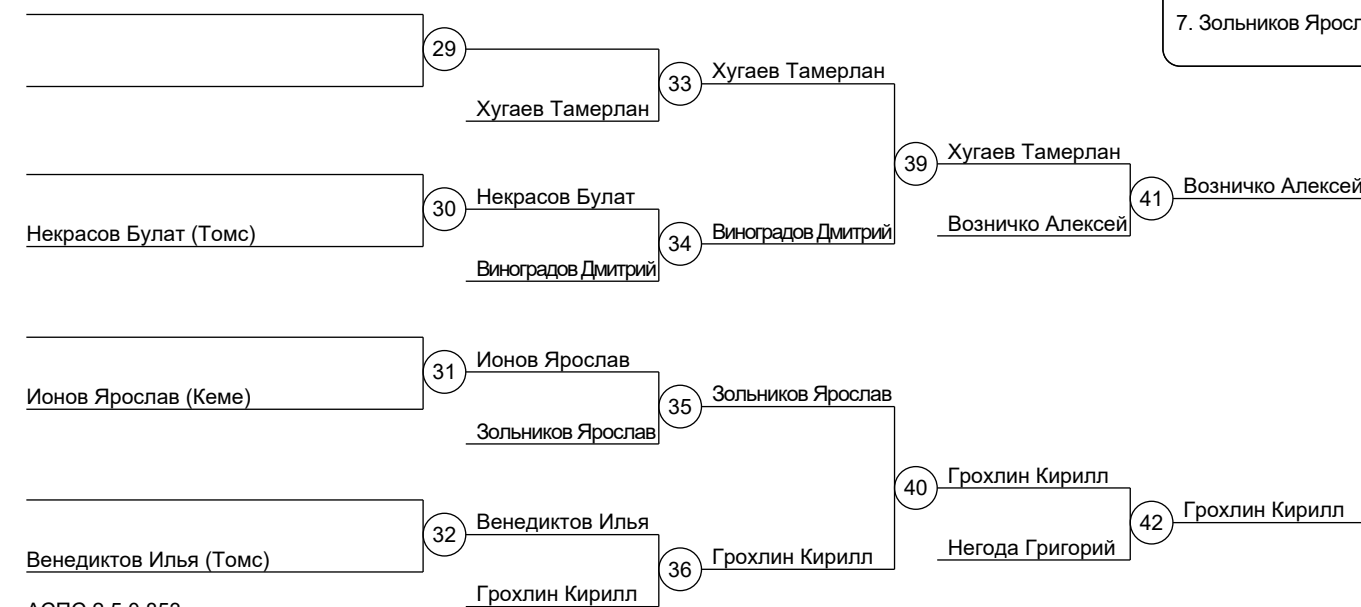 7. Зольников Яросл
29
33
Хугаев Тамерлан
Хугаев Тамерлан
39
Хугаев Тамерлан
41
Возничко Алексей
30
Некрасов Булат
Некрасов Булат (Томс)
34
Виноградов Дмитрий
Возничко Алексей
Виноградов Дмитрий
31
Ионов Ярослав
Ионов Ярослав (Кеме)
35
Зольников Ярослав
Зольников Ярослав
40
Грохлин Кирилл
42
Грохлин Кирилл
32
Венедиктов Илья
Негода Григорий
Венедиктов Илья (Томс)
36
Грохлин Кирилл
Грохлин Кирилл